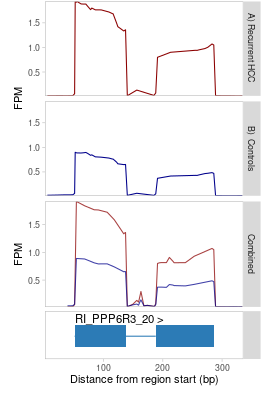 1.5
1.0
0.5
FPM
A) Recurrent HCC
1.5
1.0
0.5
B) Controls
1.5
1.0
0.5
FPM
Combined
RI_PPP6R3_20 >
0
100
200
300
Distance from region start (bp)